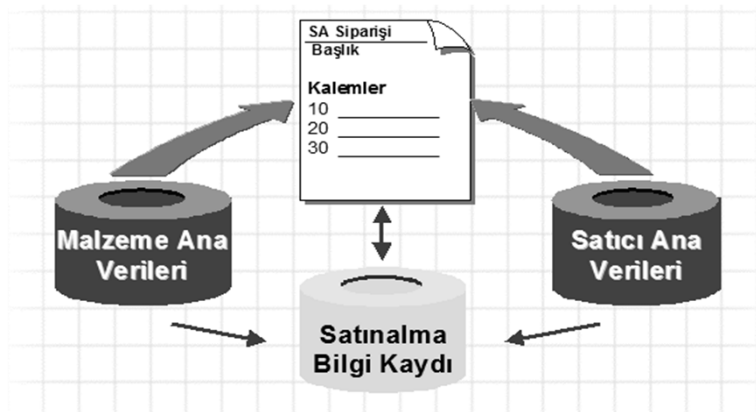 SA Siparişi
Başlık
Kalemler
10
20
30
Malzeme Ana
Verileri
Satıcı Ana
Verileri
Satınalma
Bilgi Kaydı